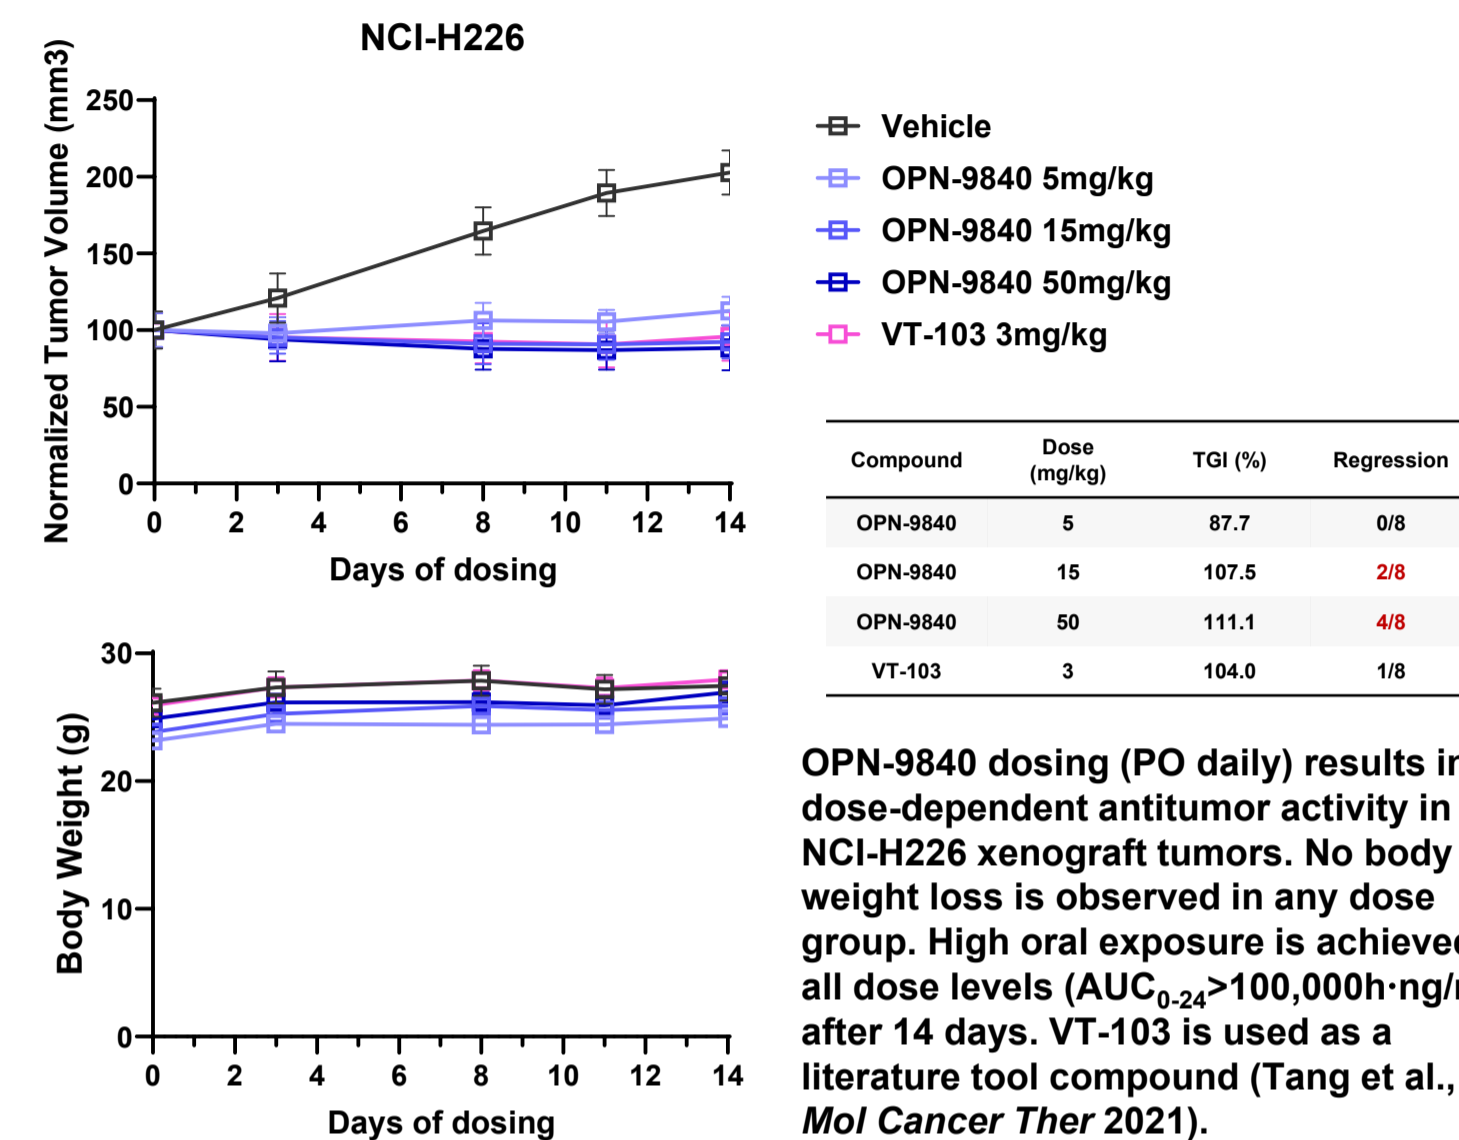 NCI-H226
Normalized Tumor Volume (mm3)
250
200
150
100
50
0
0 2 4 6 8 10 12 14
Days of dosing
Vehicle
OPN-9840 5mg/kg
OPN-9840 15mg/kg
OPN-9840 50mg/kg
VT-103 3mg/kg
Compound Dose (mg/kg) TGI (%) Regression
OPN-9840 5 87.7 0/8
OPN-9840 15 107.5 2/8
OPN-9840 50 111.1 4/8
VT-103 3 104.0 1/8
Body Weight (g)
30
20
10
0
0 2 4 6 8 10 12 14
Days of dosing
OPN-9840 dosing (PO daily) results in
dose-dependent antitumor activity in
NCI-H226 xenograft tumors. No body
weight loss is observed in any dose
group. High oral exposure is achieved
all dose levels (AUC0-24>100,000h·ng/
after 14 days. VT-103 is used as a
literature tool compound (Tang et al.,
Mol Cancer Ther 2021).